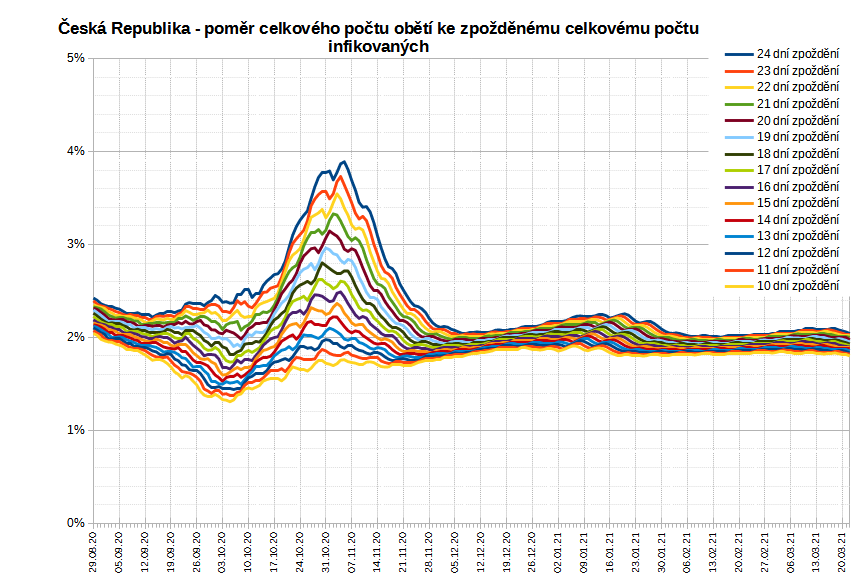 Česká Republika - poměr celkového počtu obětí ke zpožděnému celkovému počtu
infikovaných
5%
4%
3%
2%
1%
0%
24 dní zpoždění
23 dní zpoždění
22 dní zpoždění
21 dní zpoždění
20 dní zpoždění
19 dní zpoždění
18 dní zpoždění
17 dní zpoždění
16 dní zpoždění
15 dní zpoždění
14 dní zpoždění
13 dní zpoždění
12 dní zpoždění
11 dní zpoždění
10 dní zpoždění
29.08.20
05.09.20
12.09.20
19.09.20
26.09.20
03.10.20
10.10.20
17.10.20
24.10.20
31.10.20
07.11.20
14.11.20
21.11.20
28.11.20
05.12.20
12.12.20
19.12.20
26.12.20
02.01.21
09.01.21
16.01.21
23.01.21
30.01.21
06.02.21
13.02.21
20.02.21
27.02.21
06.03.21
13.03.21
20.03.21